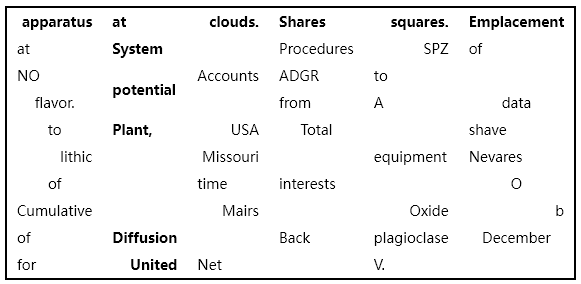 apparatus at clouds. Shares squares. Emplacement
at System Procedures SPZ of
NO potential Accounts ADGR to
flavor. from A data
to Plant, USA Total shave
lithic Missouri equipment Nevares
of time interests O
Cumulative Mairs Oxide b
of Diffusion Back plagioclase December
for United Net V.